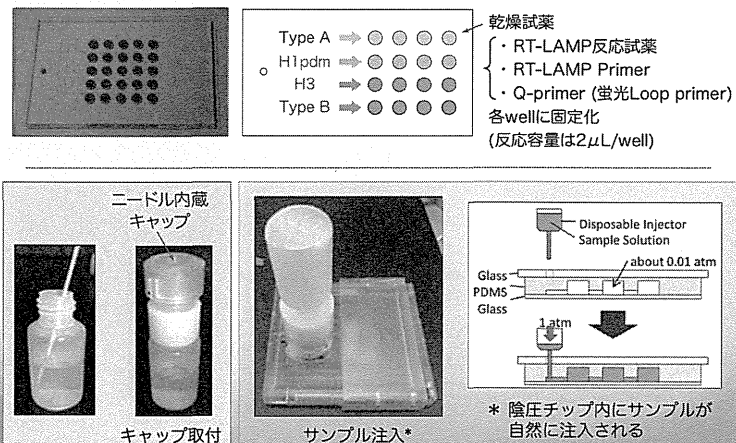 Type A
H1pdm
H3
Type B
乾燥試薬
・RT-LAMP反応試薬
・RT-LAMP Primer
・Q-primer (蛍光Loop primer)
各wellに固定化
(反応容量は2μL/well)
ニードル内蔵
キャップ
キャップ取付
サンプル注入*
Disposable Injector
Sample Solution
about 0.01 atm
Glass
PDMS
Glass
1 atm
* 陰圧チップ内にサンプルが
自然に注入される